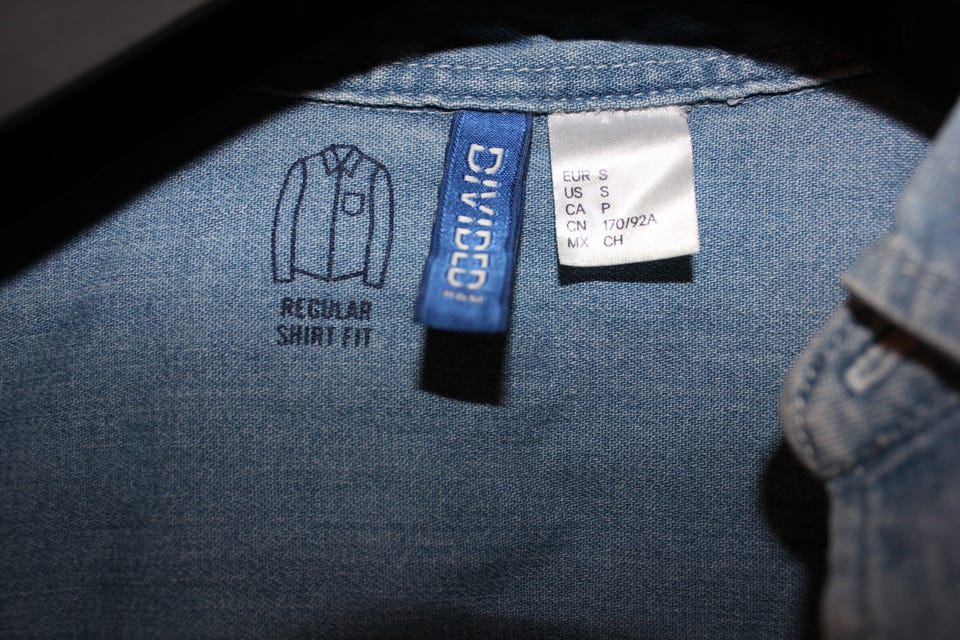 REGULAR
SHIRT FIT
DIVIDED
H&M
EUR S
US S
CA P
CN 170/92A
MX CH